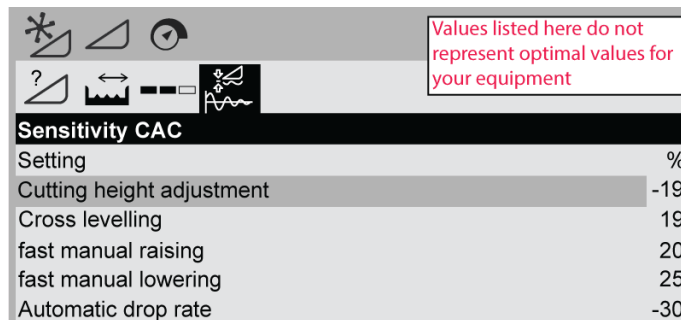 Values listed here do not
represent optimal values for
your equipment
?
Sensitivity CAC
Setting %
Cutting height adjustment -19
Cross levelling 19
fast manual raising 20
fast manual lowering 25
Automatic drop rate -30